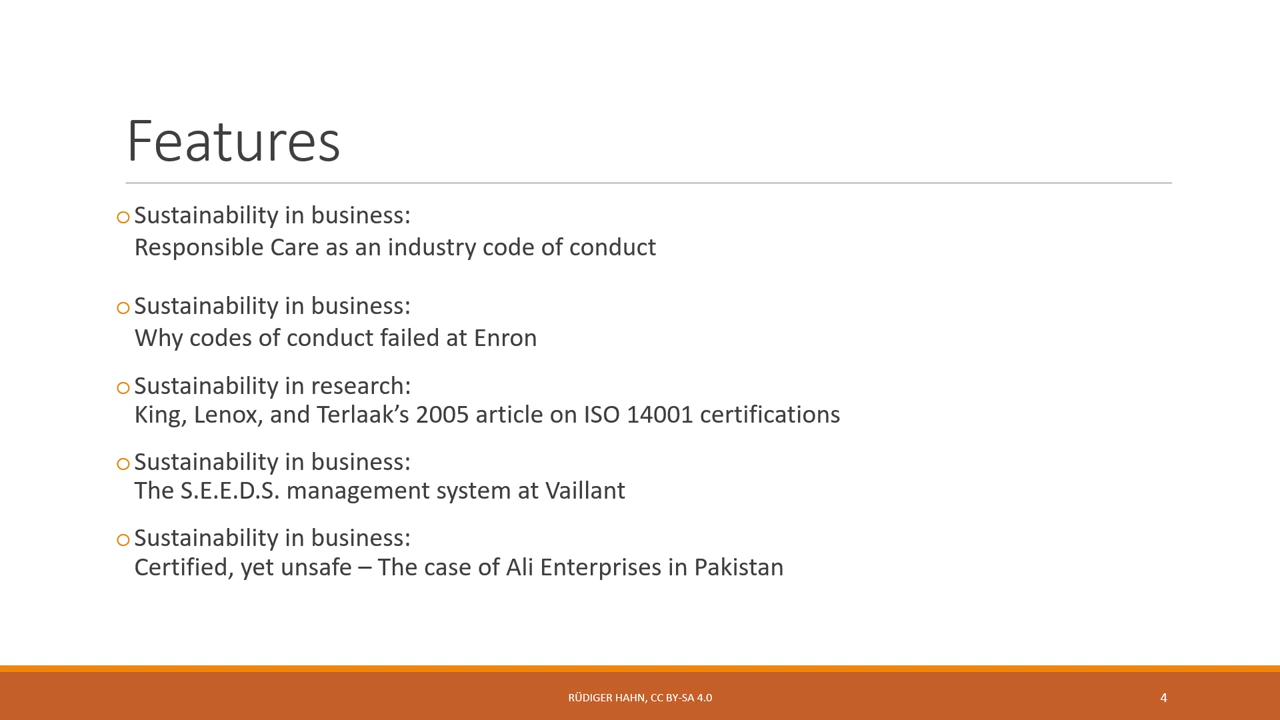 Features
Sustainability in business:
Responsible Care as an industry code of conduct
Sustainability in business:
Why codes of conduct failed at Enron
Sustainability in research:
King, Lenox, and Terlaak’s 2005 article on ISO 14001 certifications
Sustainability in business:
The S.E.E.D.S. management system at Vaillant
Sustainability in business:
Certified, yet unsafe – The case of Ali Enterprises in Pakistan
RÜDIGER HAHN, CC BY-SA 4.0
4